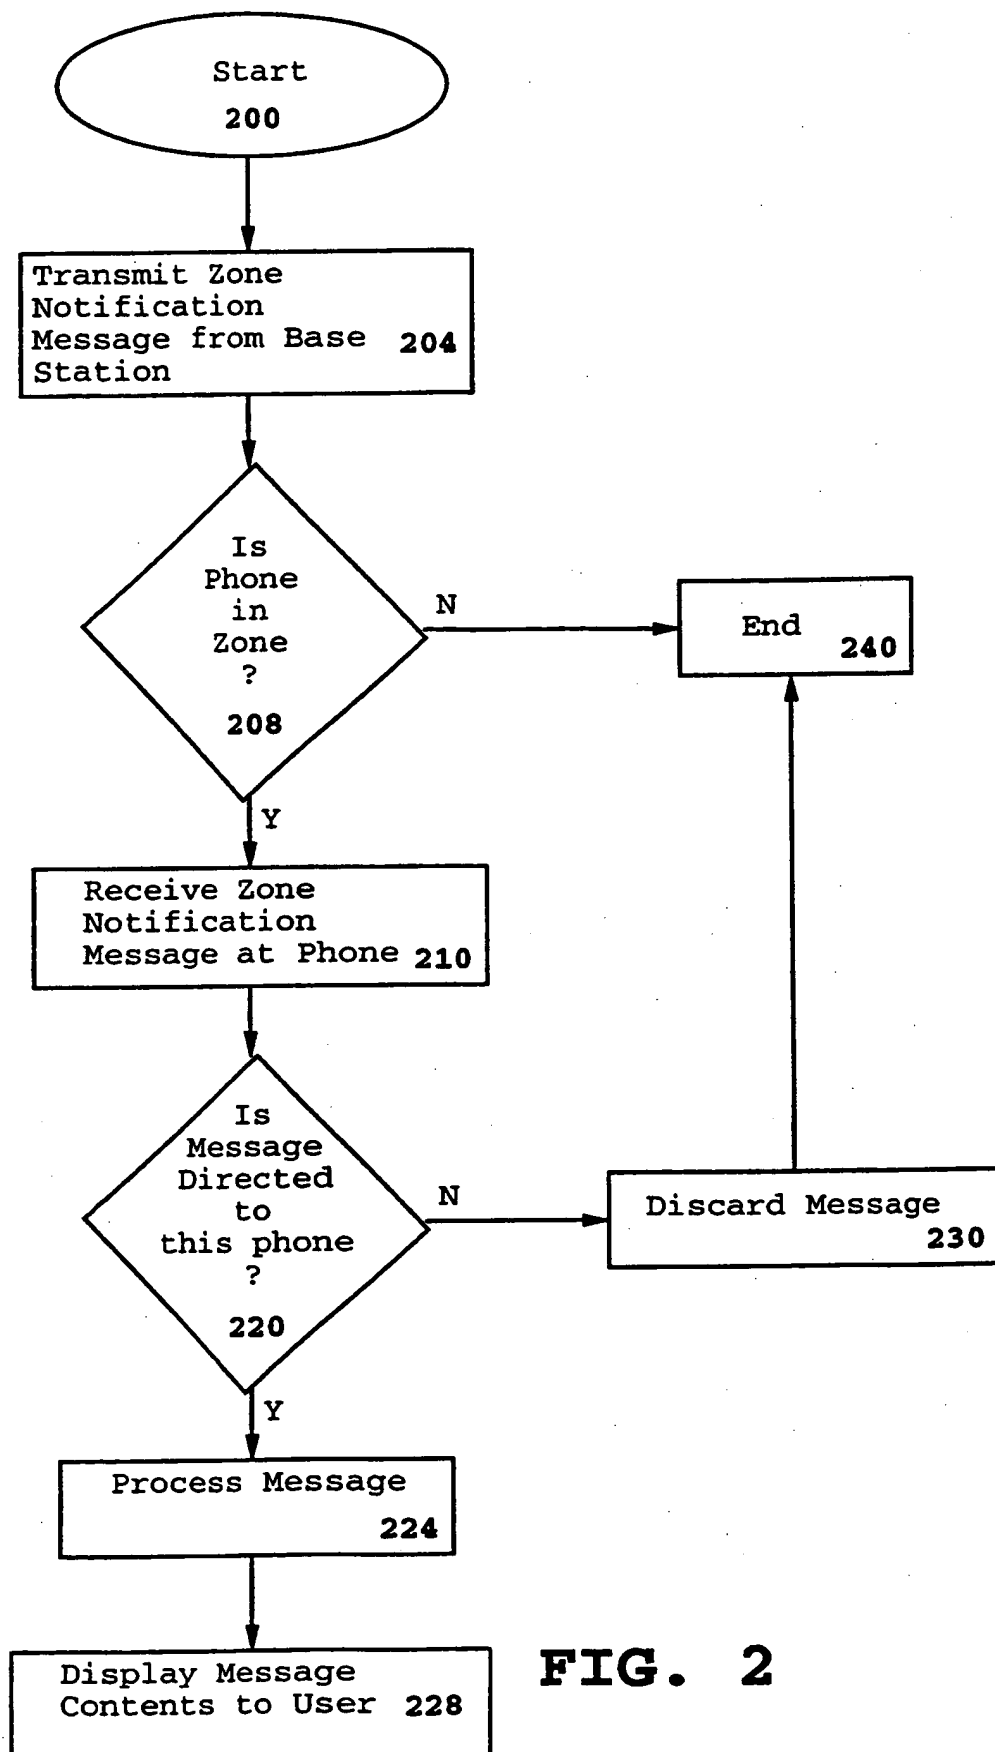 Start
200
Transmit Zone
Notification
Message from Base 204
Station
Is
Phone
in
Zone
?
208
N
End
240
Y
Receive Zone
Notification
Message at Phone 210
Is
Message
Directed
to
this phone
?
220
N
Discard Message
230
Y
Process Message
224
Display Message
Contents to User 228
FIG. 2